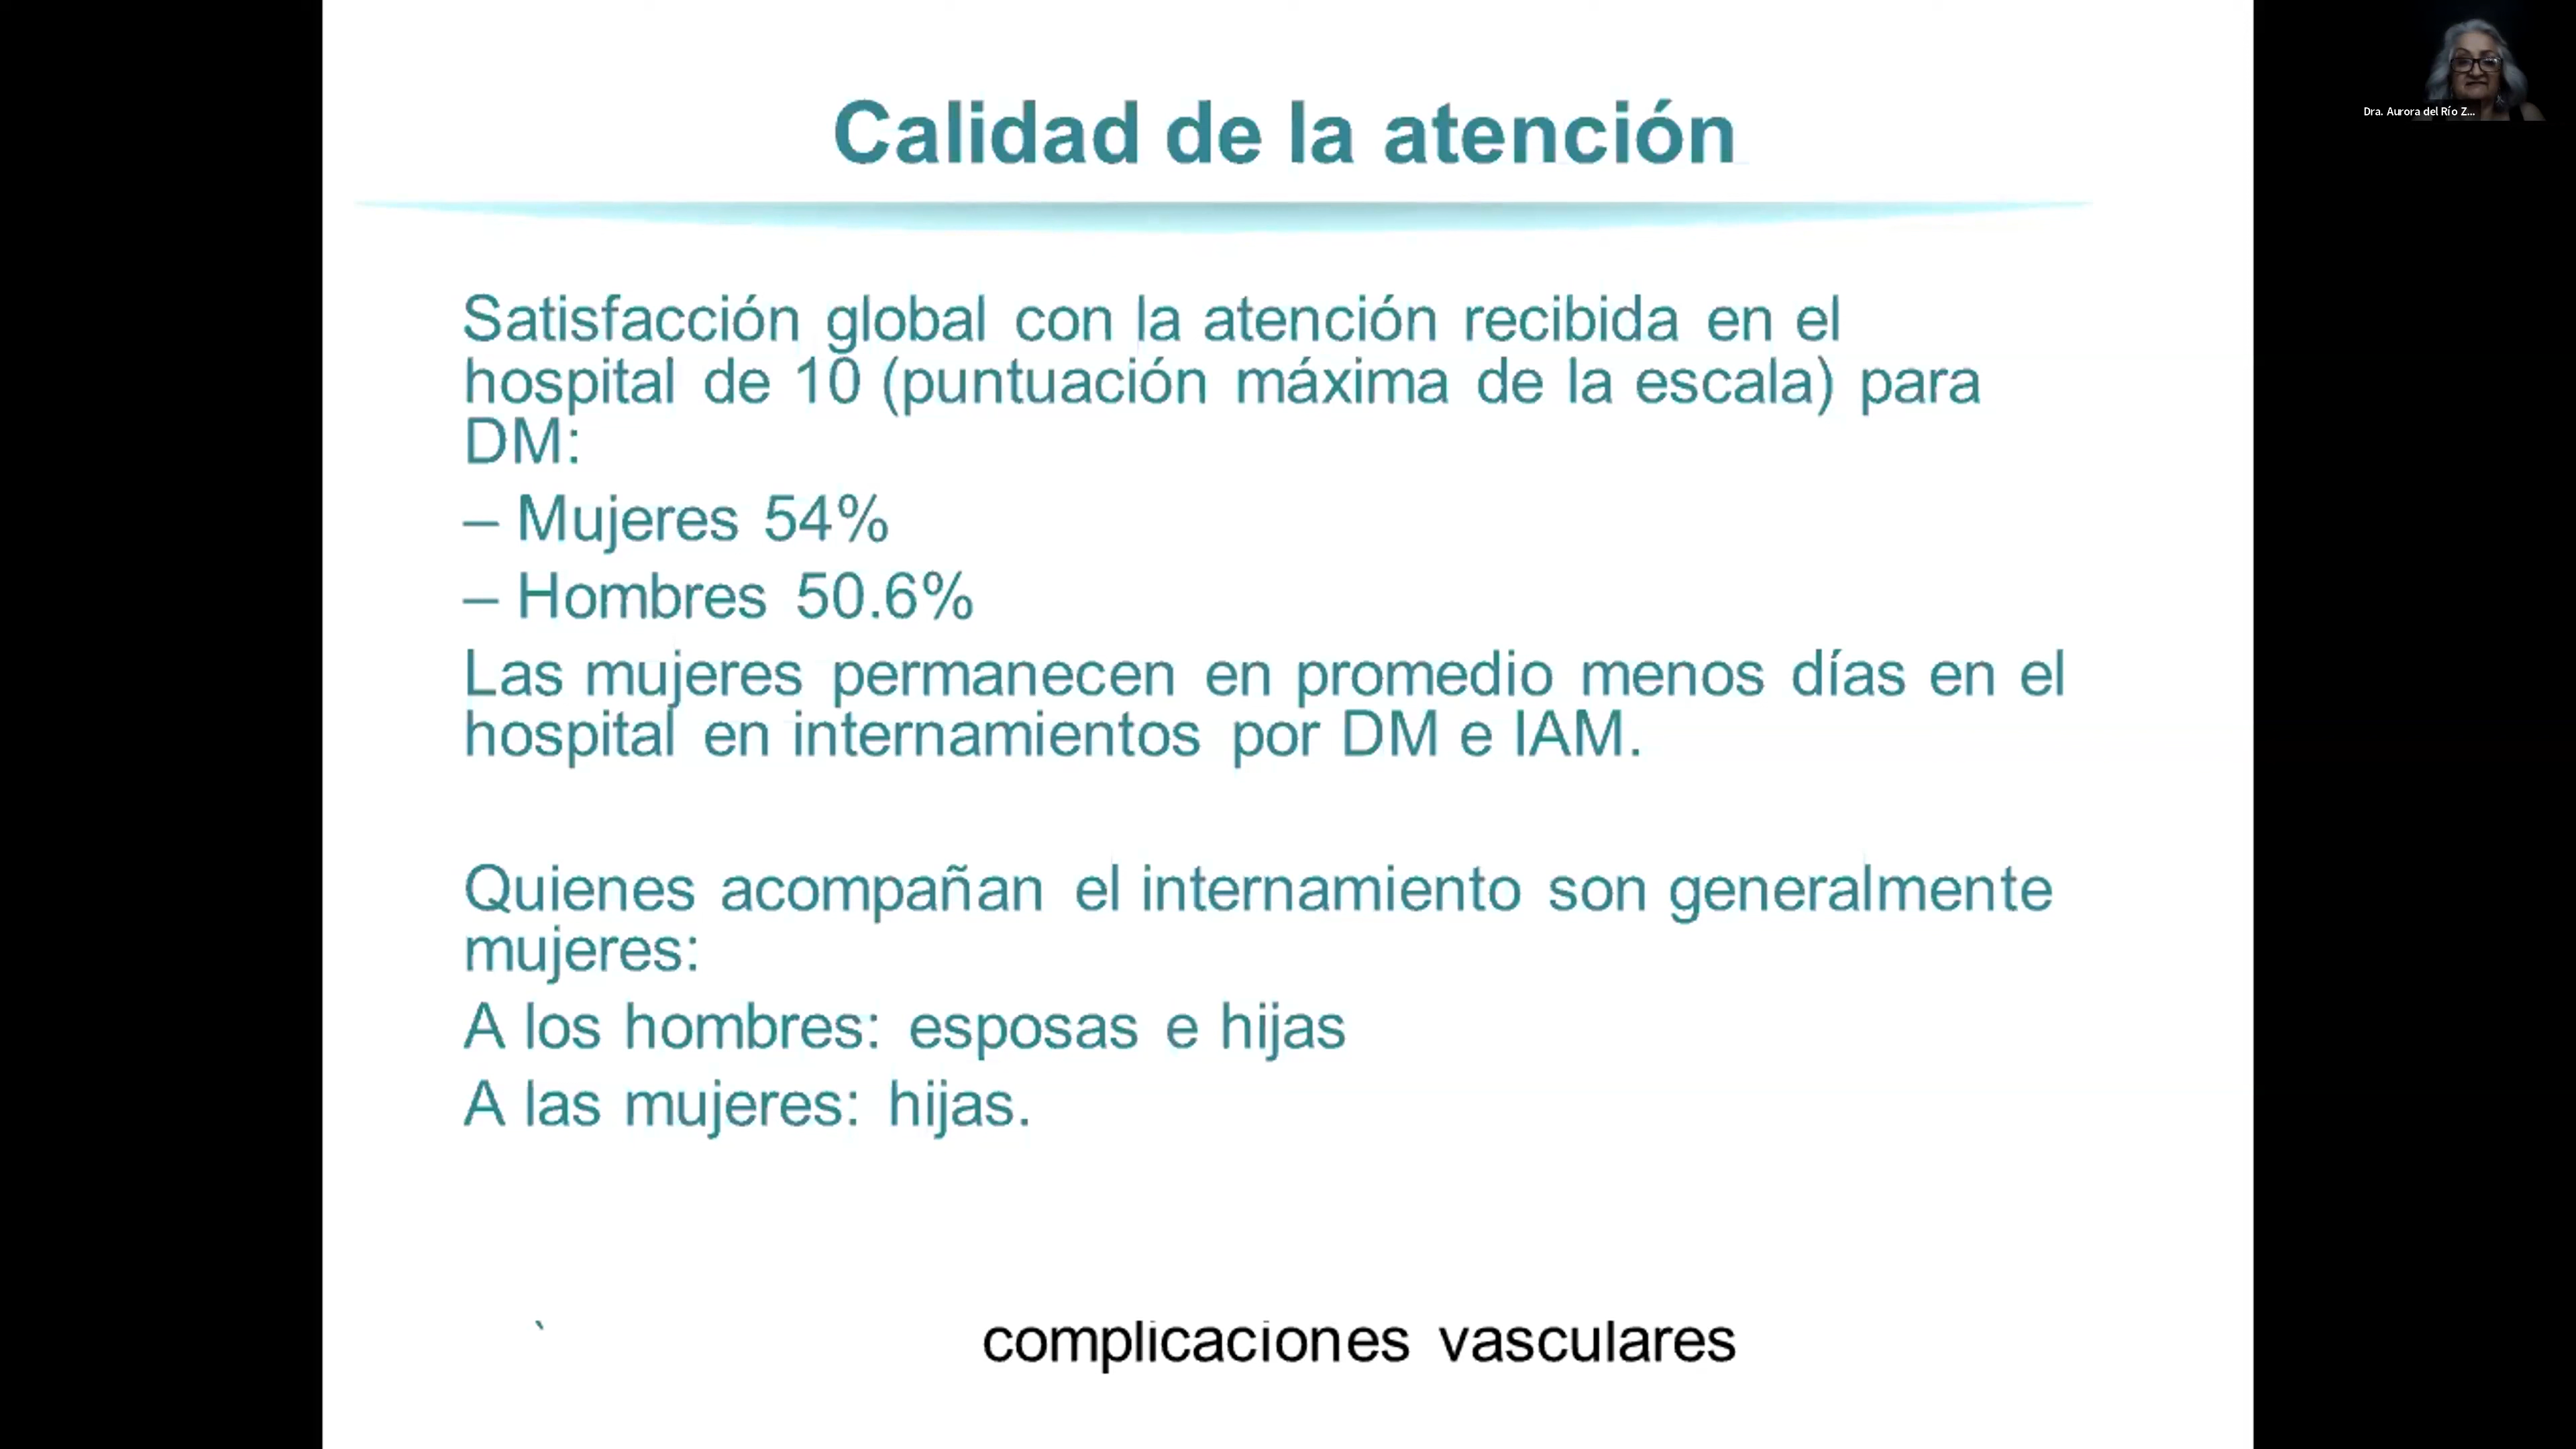 Calidad de la atención
Dra. Aurora del Río Z...
Satisfacción global con la atención recibida en el
hospital de 10 (puntuación máxima de la escala) para
DM:
– Mujeres 54%
– Hombres 50.6%
Las mujeres permanecen en promedio menos días en el
hospital en internamientos por DM e IAM.
Quienes acompañan el internamiento son generalmente
mujeres:
A los hombres: esposas e hijas
A las mujeres: hijas.
` complicaciones vasculares